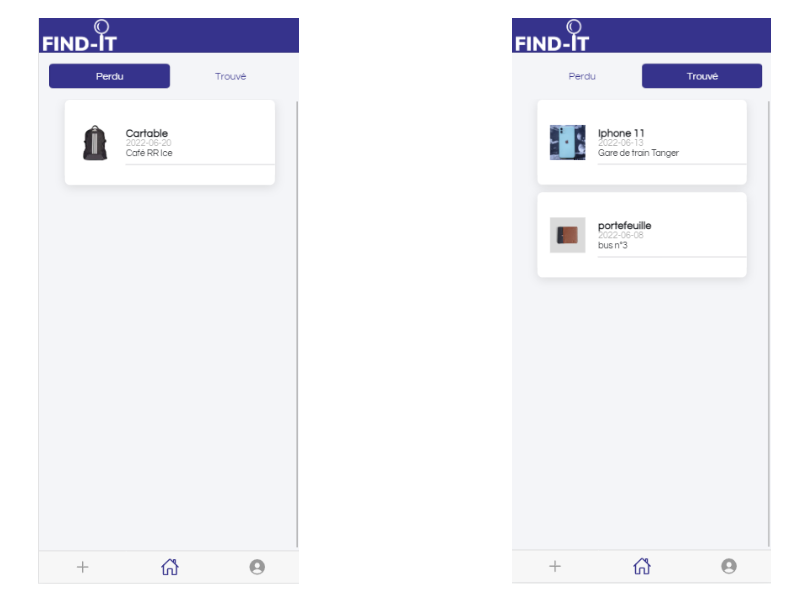 FIND-IT
Perdu
Trouvé
Cartable
2022-06-20
Café RR Ice
FIND-IT
Perdu
Trouvé
Iphone 11
2022-06-13
Gare de train Tanger
portefeuille
2022-06-08
bus n°3